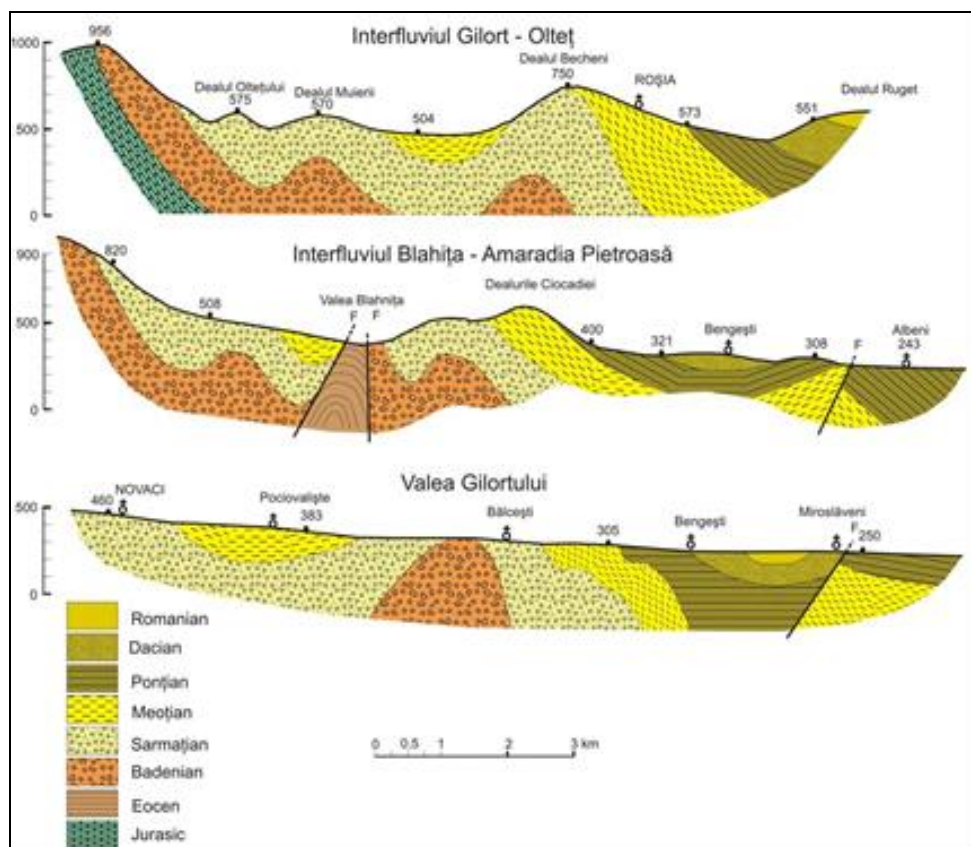 Interfluviul Gilort - Olteț
1000
500
0
956
Dealul Oltețului
575
Dealul Muierii
570
504
Dealul Becheni
750
ROȘIA
573
551
Dealul Ruget
Interfluviul Blahița - Amaradia Pietroasă
900
500
0
820
508
Valea Blahnița
F F
Dealurile Ciocadiei
400
321
Bengești
308
F
Albeni
243
Valea Gilortului
500
0
460
NOVACI
Pociovaliște
383
Bălcești
305
Bengești
Miroslăveni
F
250
Romanian
Dacian
Ponțian
Meoțian
Sarmațian
Badenian
Eocen
Jurasic
0 0,5 1 2 3 km